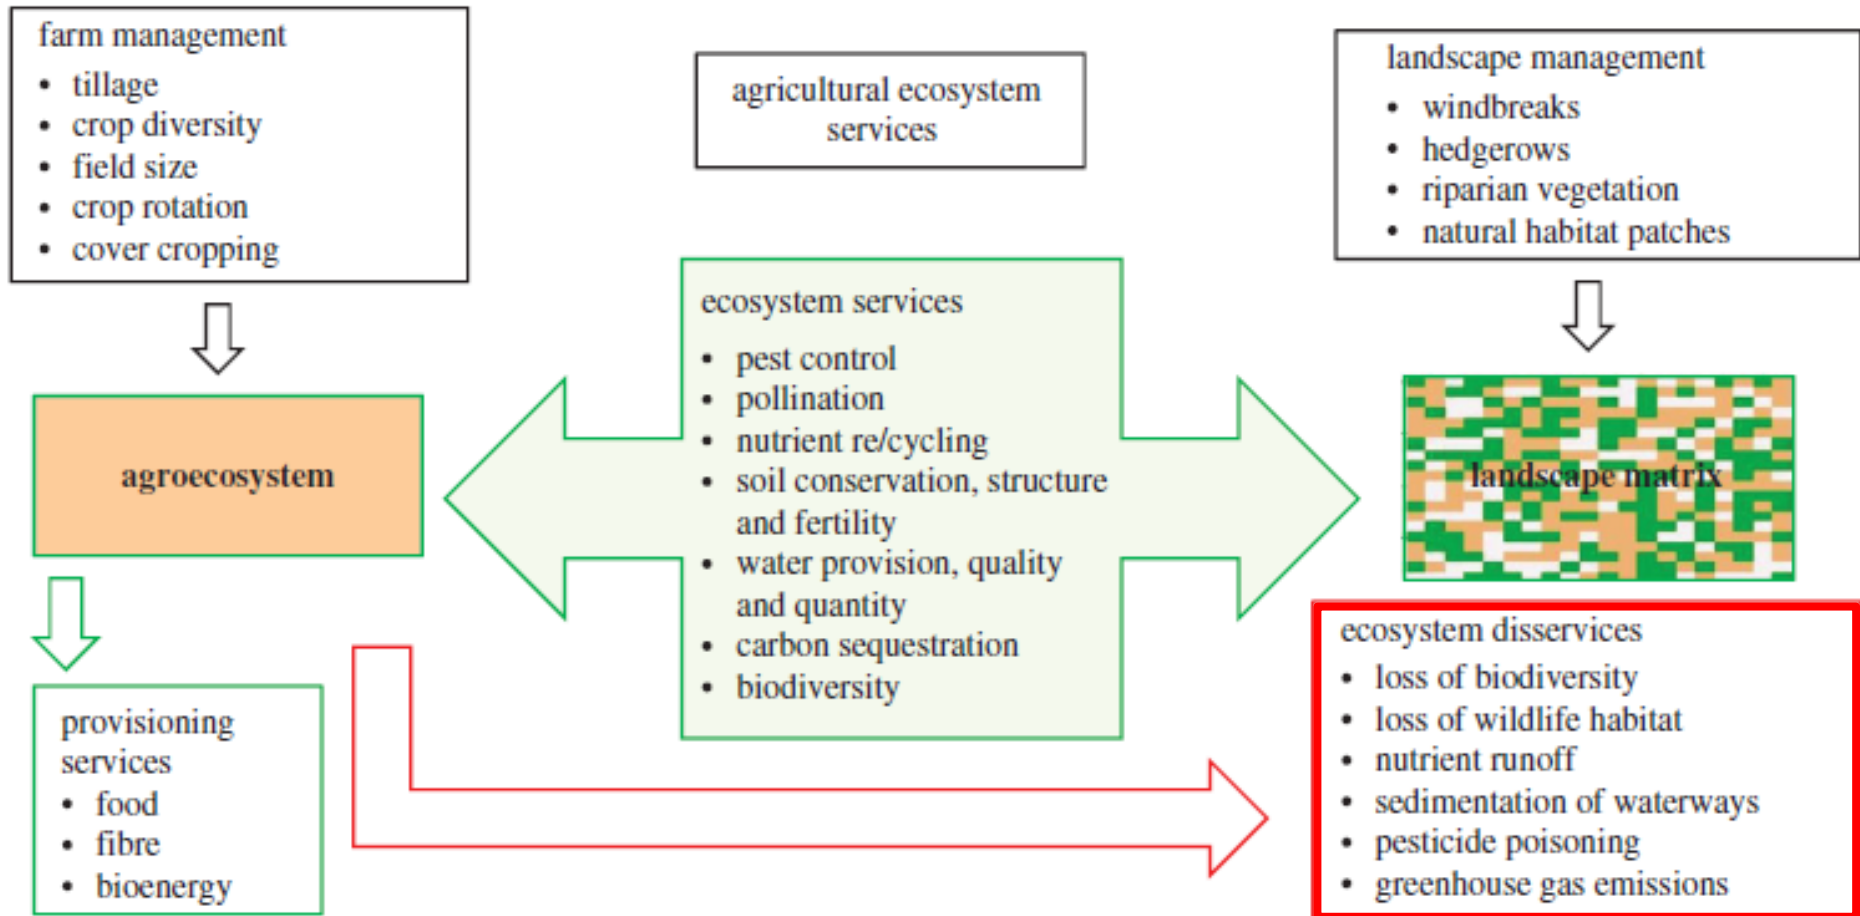 farm management
• tillage
• crop diversity
• field size
• crop rotation
• cover cropping
agricultural ecosystem
services
landscape management
• windbreaks
• hedgerows
• riparian vegetation
• natural habitat patches
ecosystem services
• pest control
• pollination
• nutrient re/cycling
• soil conservation, structure
and fertility
• water provision, quality
and quantity
• carbon sequestration
• biodiversity
agroecosystem
landscape matrix
provisioning
services
• food
• fibre
• bioenergy
ecosystem disservices
• loss of biodiversity
• loss of wildlife habitat
• nutrient runoff
• sedimentation of waterways
• pesticide poisoning
• greenhouse gas emissions